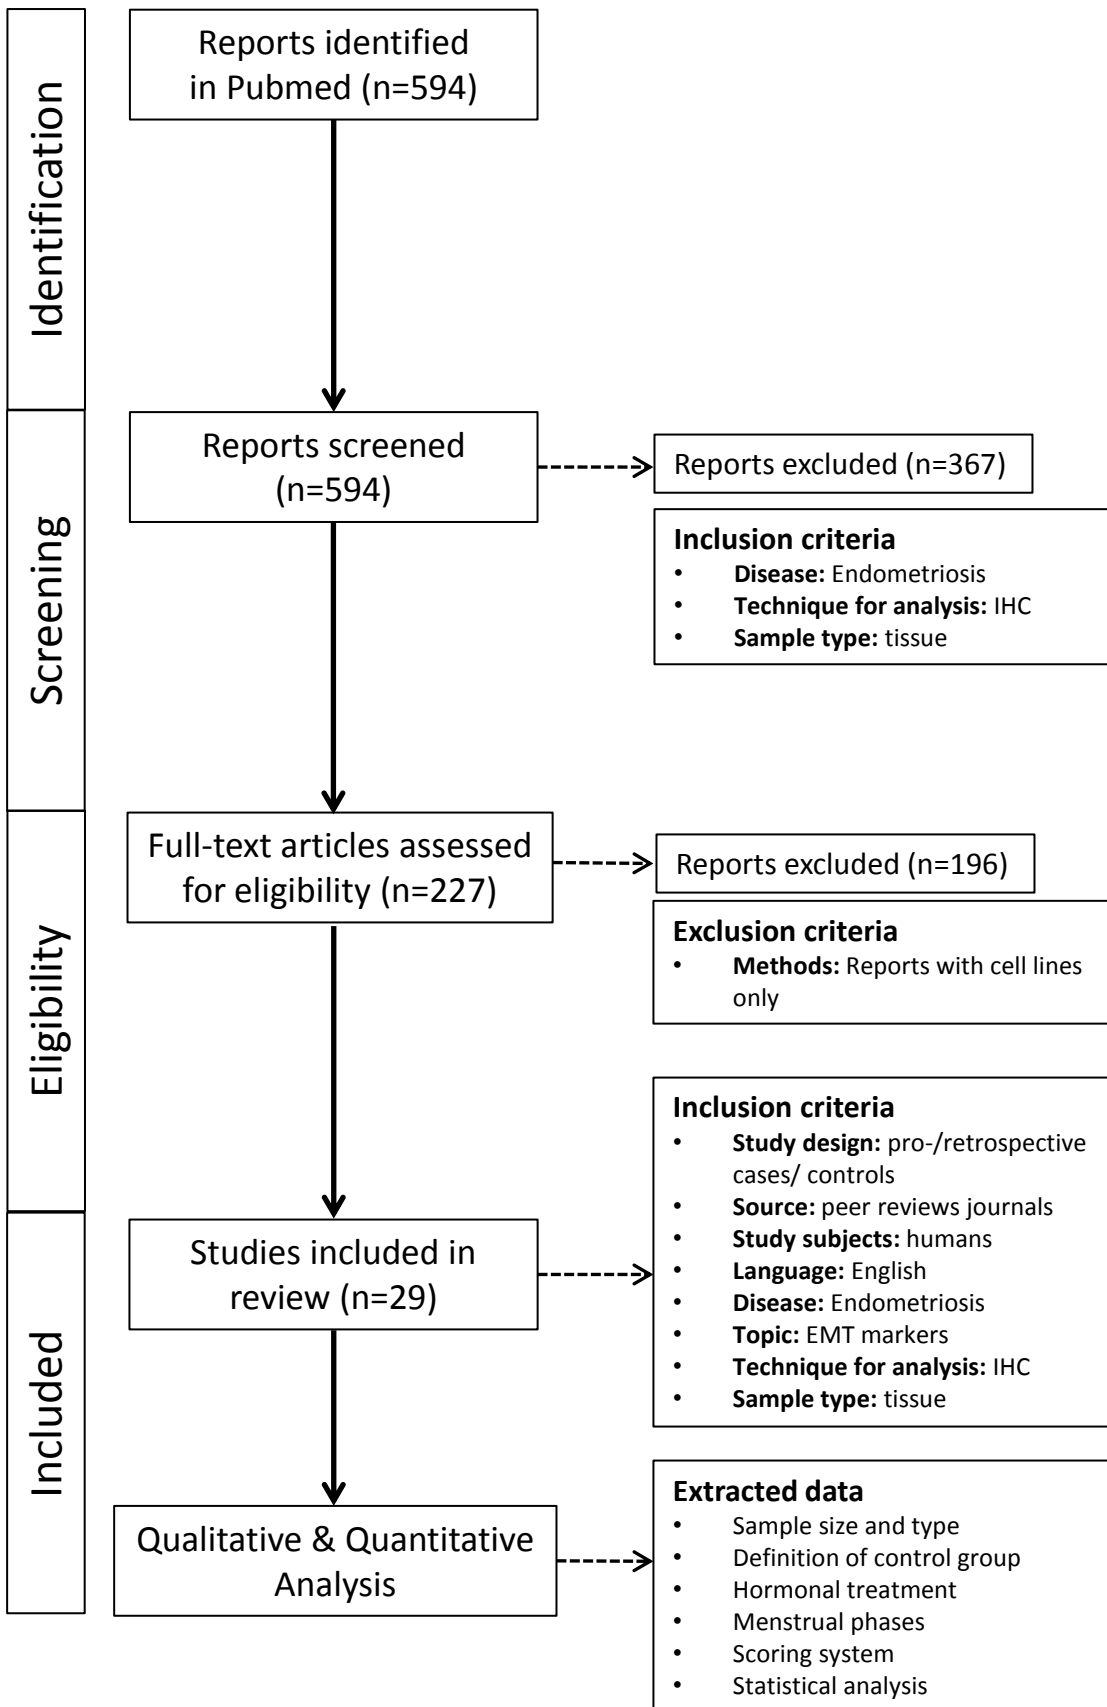 Identification
Reports identified
in Pubmed (n=594)
Screening
Reports screened
(n=594)
Reports excluded (n=367)
Inclusion criteria
• Disease: Endometriosis
• Technique for analysis: IHC
• Sample type: tissue
Eligibility
Full-text articles assessed
for eligibility (n=227)
Reports excluded (n=196)
Exclusion criteria
• Methods: Reports with cell lines
only
Included
Studies included in
review (n=29)
Inclusion criteria
• Study design: pro-/retrospective
cases/ controls
• Source: peer reviews journals
• Study subjects: humans
• Language: English
• Disease: Endometriosis
• Topic: EMT markers
• Technique for analysis: IHC
• Sample type: tissue
Qualitative & Quantitative
Analysis
Extracted data
• Sample size and type
• Definition of control group
• Hormonal treatment
• Menstrual phases
• Scoring system
• Statistical analysis